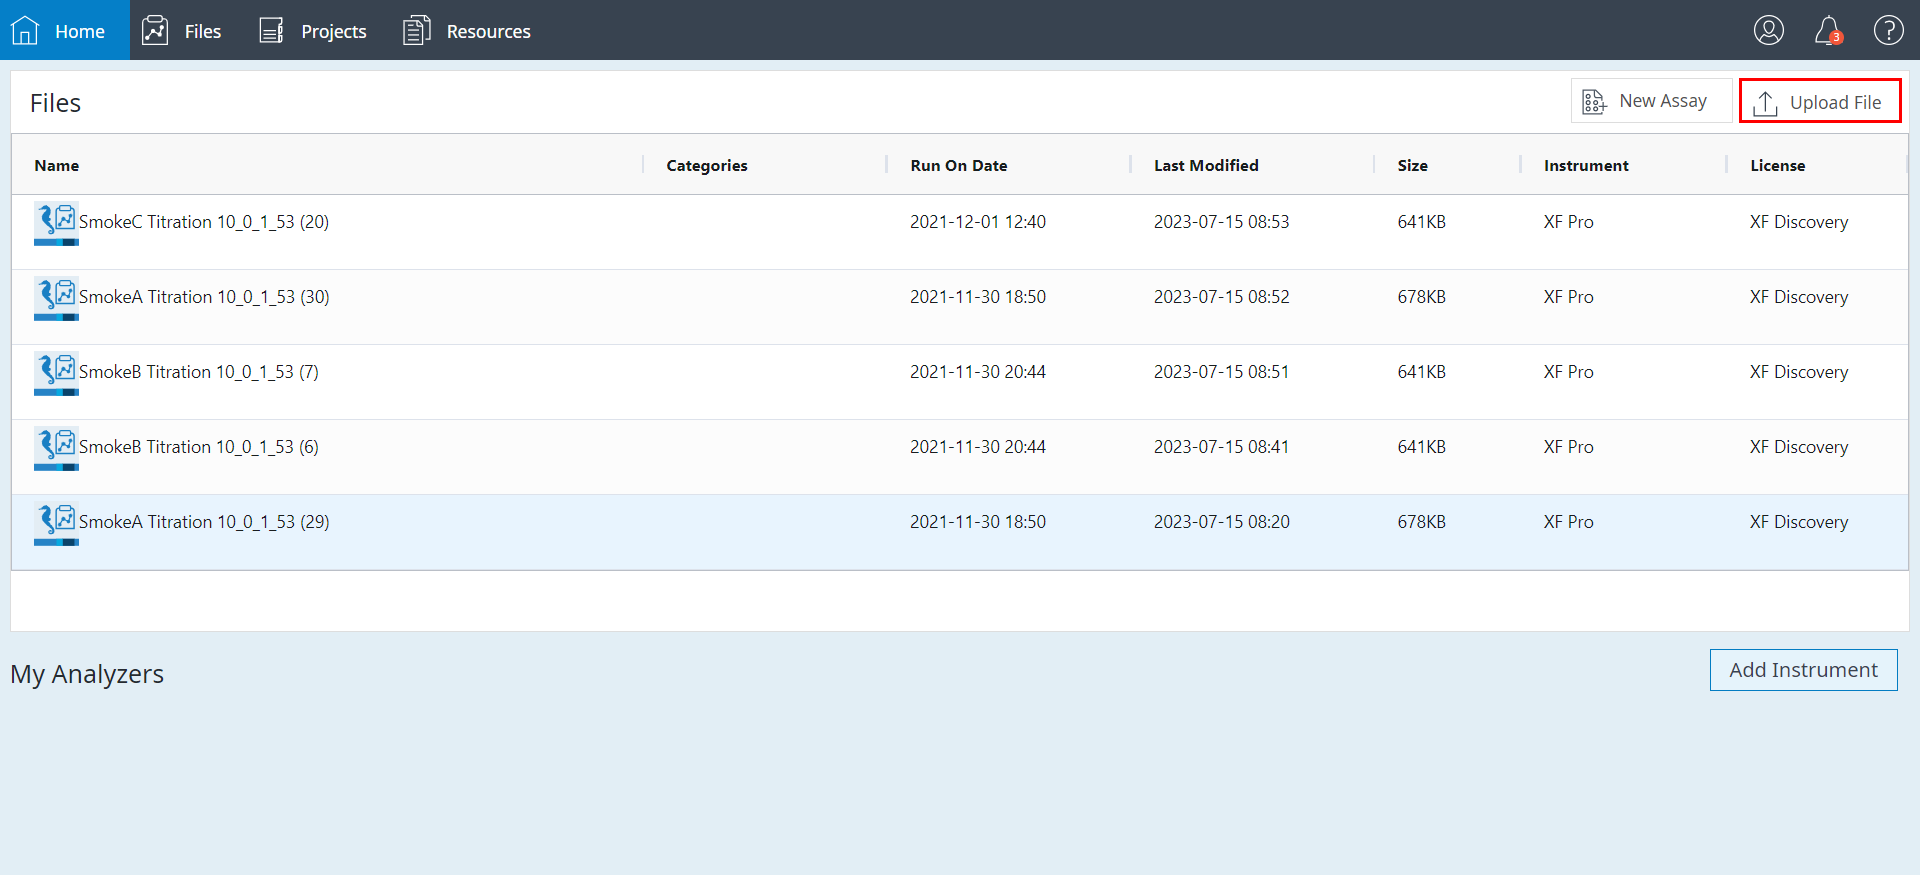 Home Files Projects Resources 3 ?
Files New Assay Upload File
Name Categories Run On Date Last Modified Size Instrument License
SmokeC Titration 10_0_1_53 (20) 2021-12-01 12:40 2023-07-15 08:53 641KB XF Pro XF Discovery
SmokeA Titration 10_0_1_53 (30) 2021-11-30 18:50 2023-07-15 08:52 678KB XF Pro XF Discovery
SmokeB Titration 10_0_1_53 (7) 2021-11-30 20:44 2023-07-15 08:51 641KB XF Pro XF Discovery
SmokeB Titration 10_0_1_53 (6) 2021-11-30 20:44 2023-07-15 08:41 641KB XF Pro XF Discovery
SmokeA Titration 10_0_1_53 (29) 2021-11-30 18:50 2023-07-15 08:20 678KB XF Pro XF Discovery
My Analyzers Add Instrument